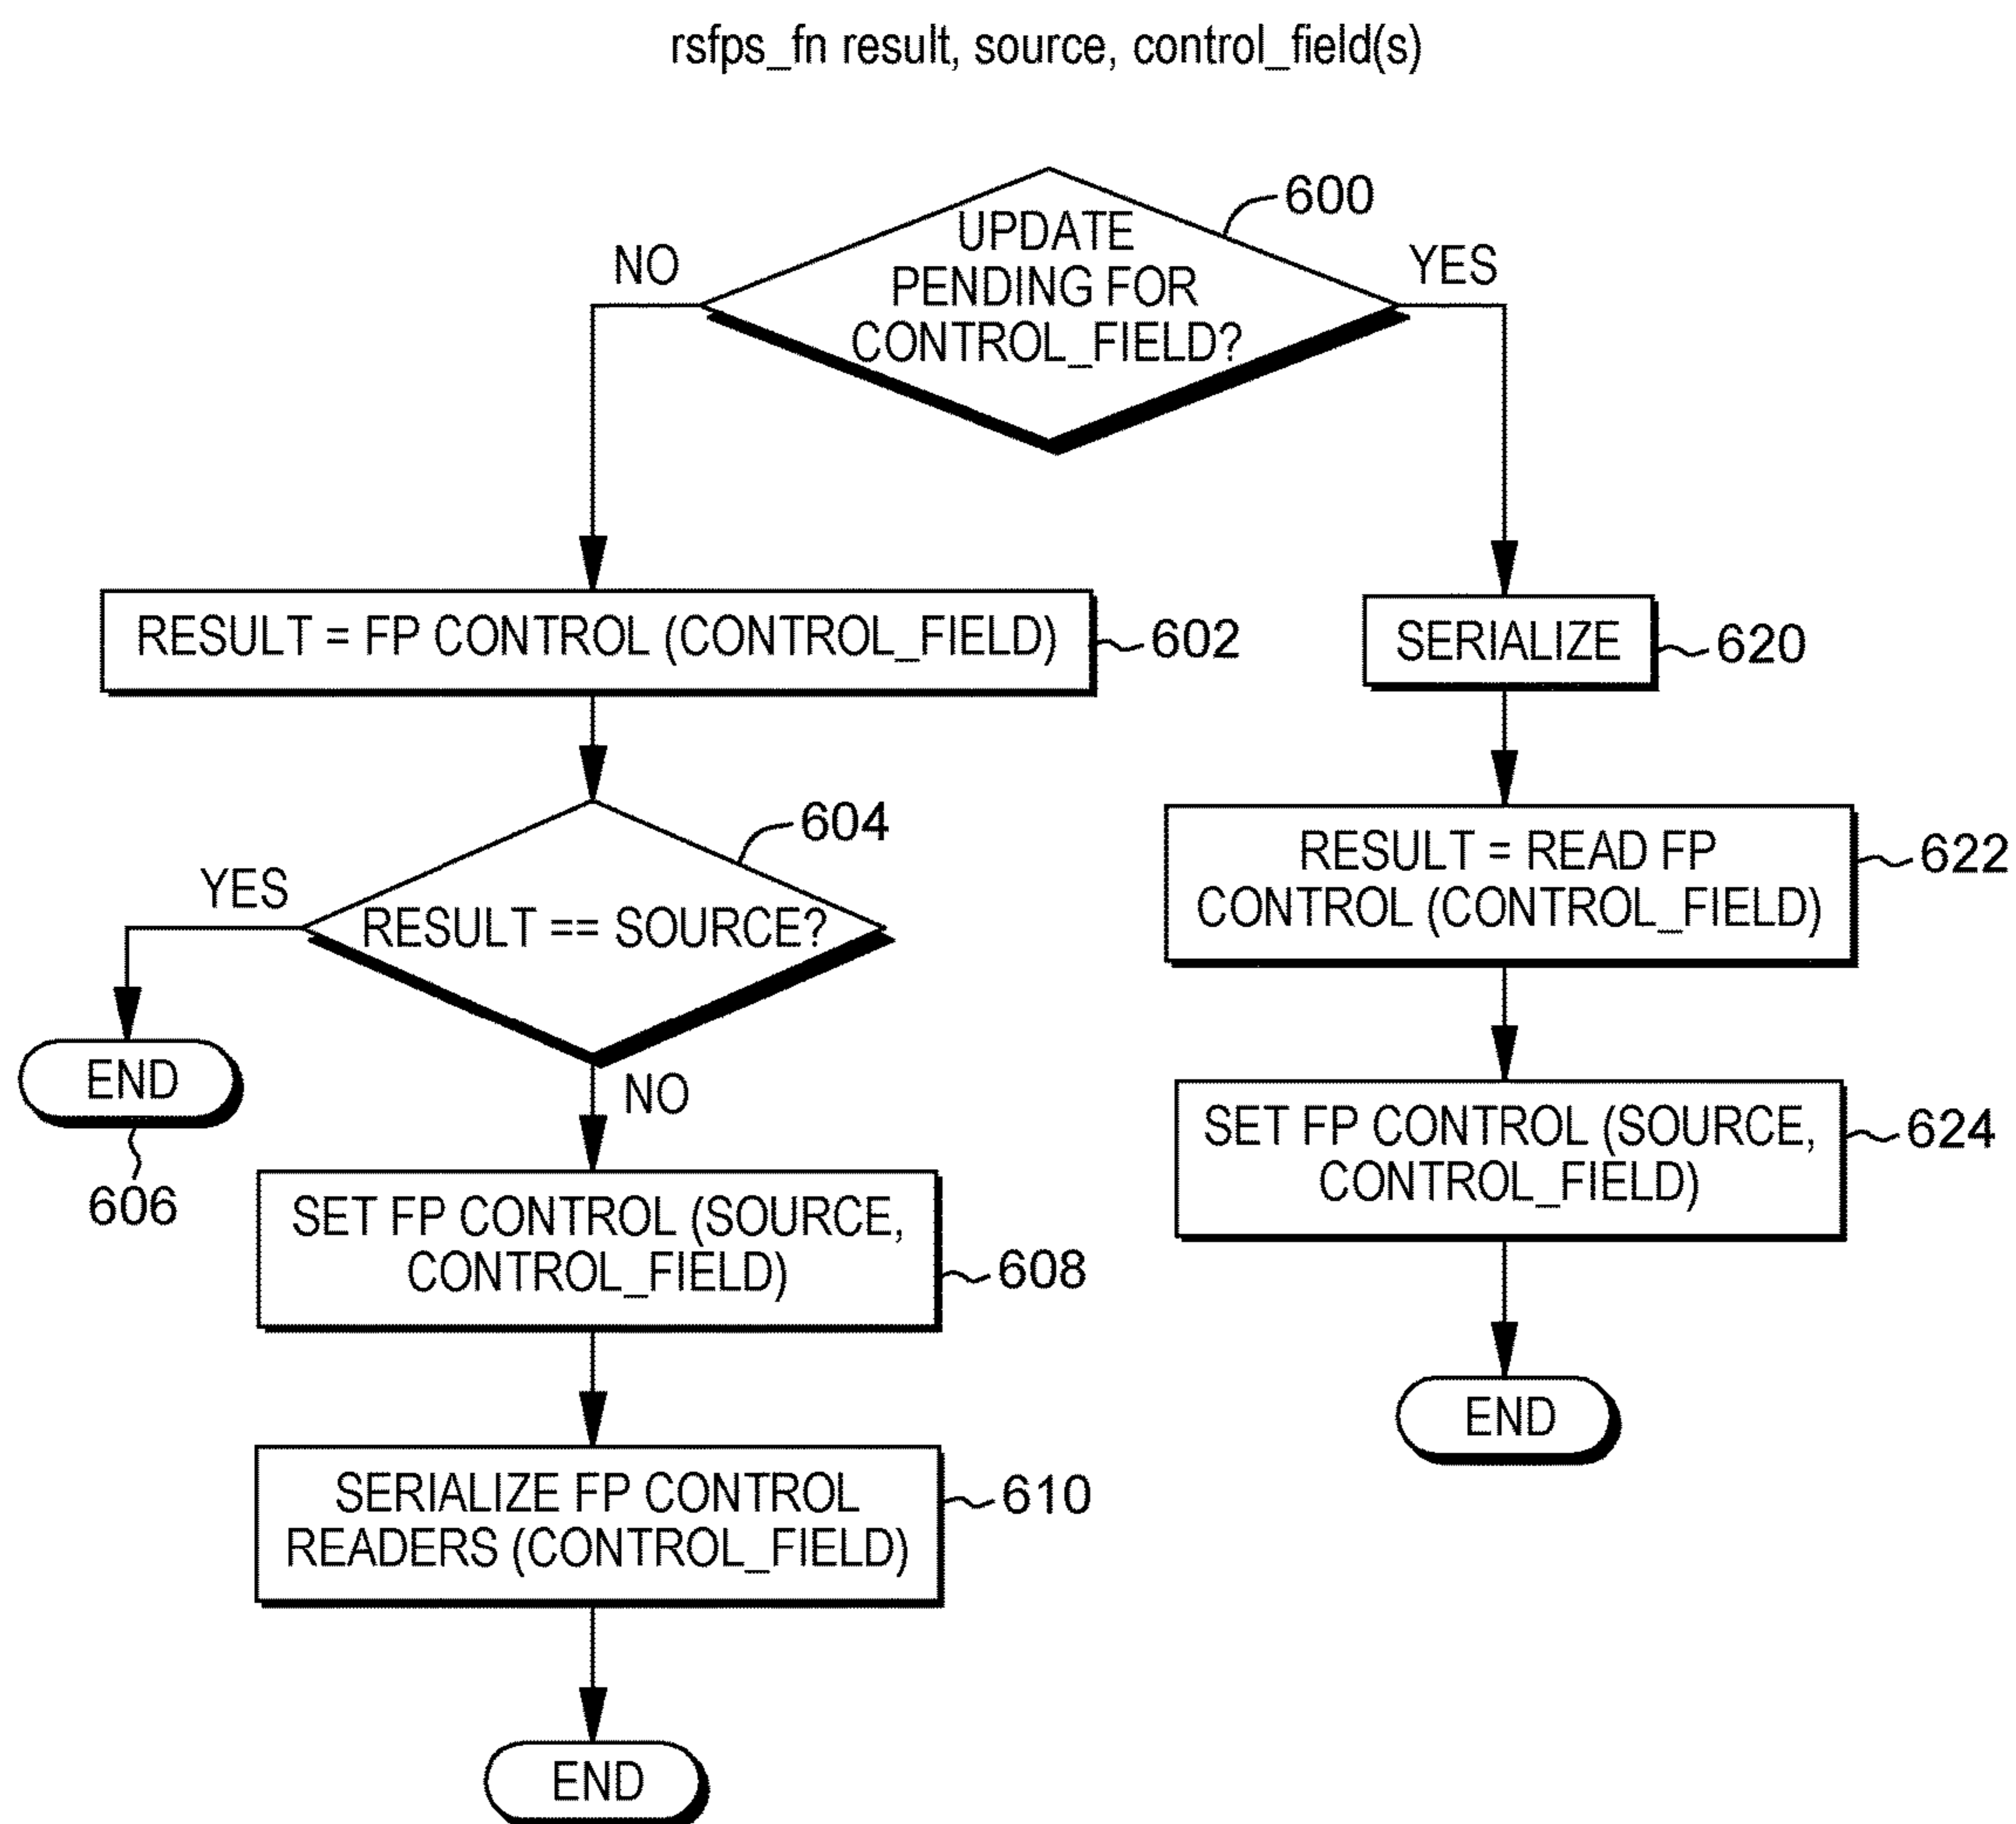 rsfps_fn result, source, control_field(s)
600
UPDATE
PENDING FOR
CONTROL_FIELD?
NO
YES
RESULT = FP CONTROL (CONTROL_FIELD)
602
SERIALIZE
620
604
YES
RESULT == SOURCE?
NO
END
606
RESULT = READ FP
CONTROL (CONTROL_FIELD)
622
SET FP CONTROL (SOURCE,
CONTROL_FIELD)
608
SET FP CONTROL (SOURCE,
CONTROL_FIELD)
624
SERIALIZE FP CONTROL
READERS (CONTROL_FIELD)
610
END
END